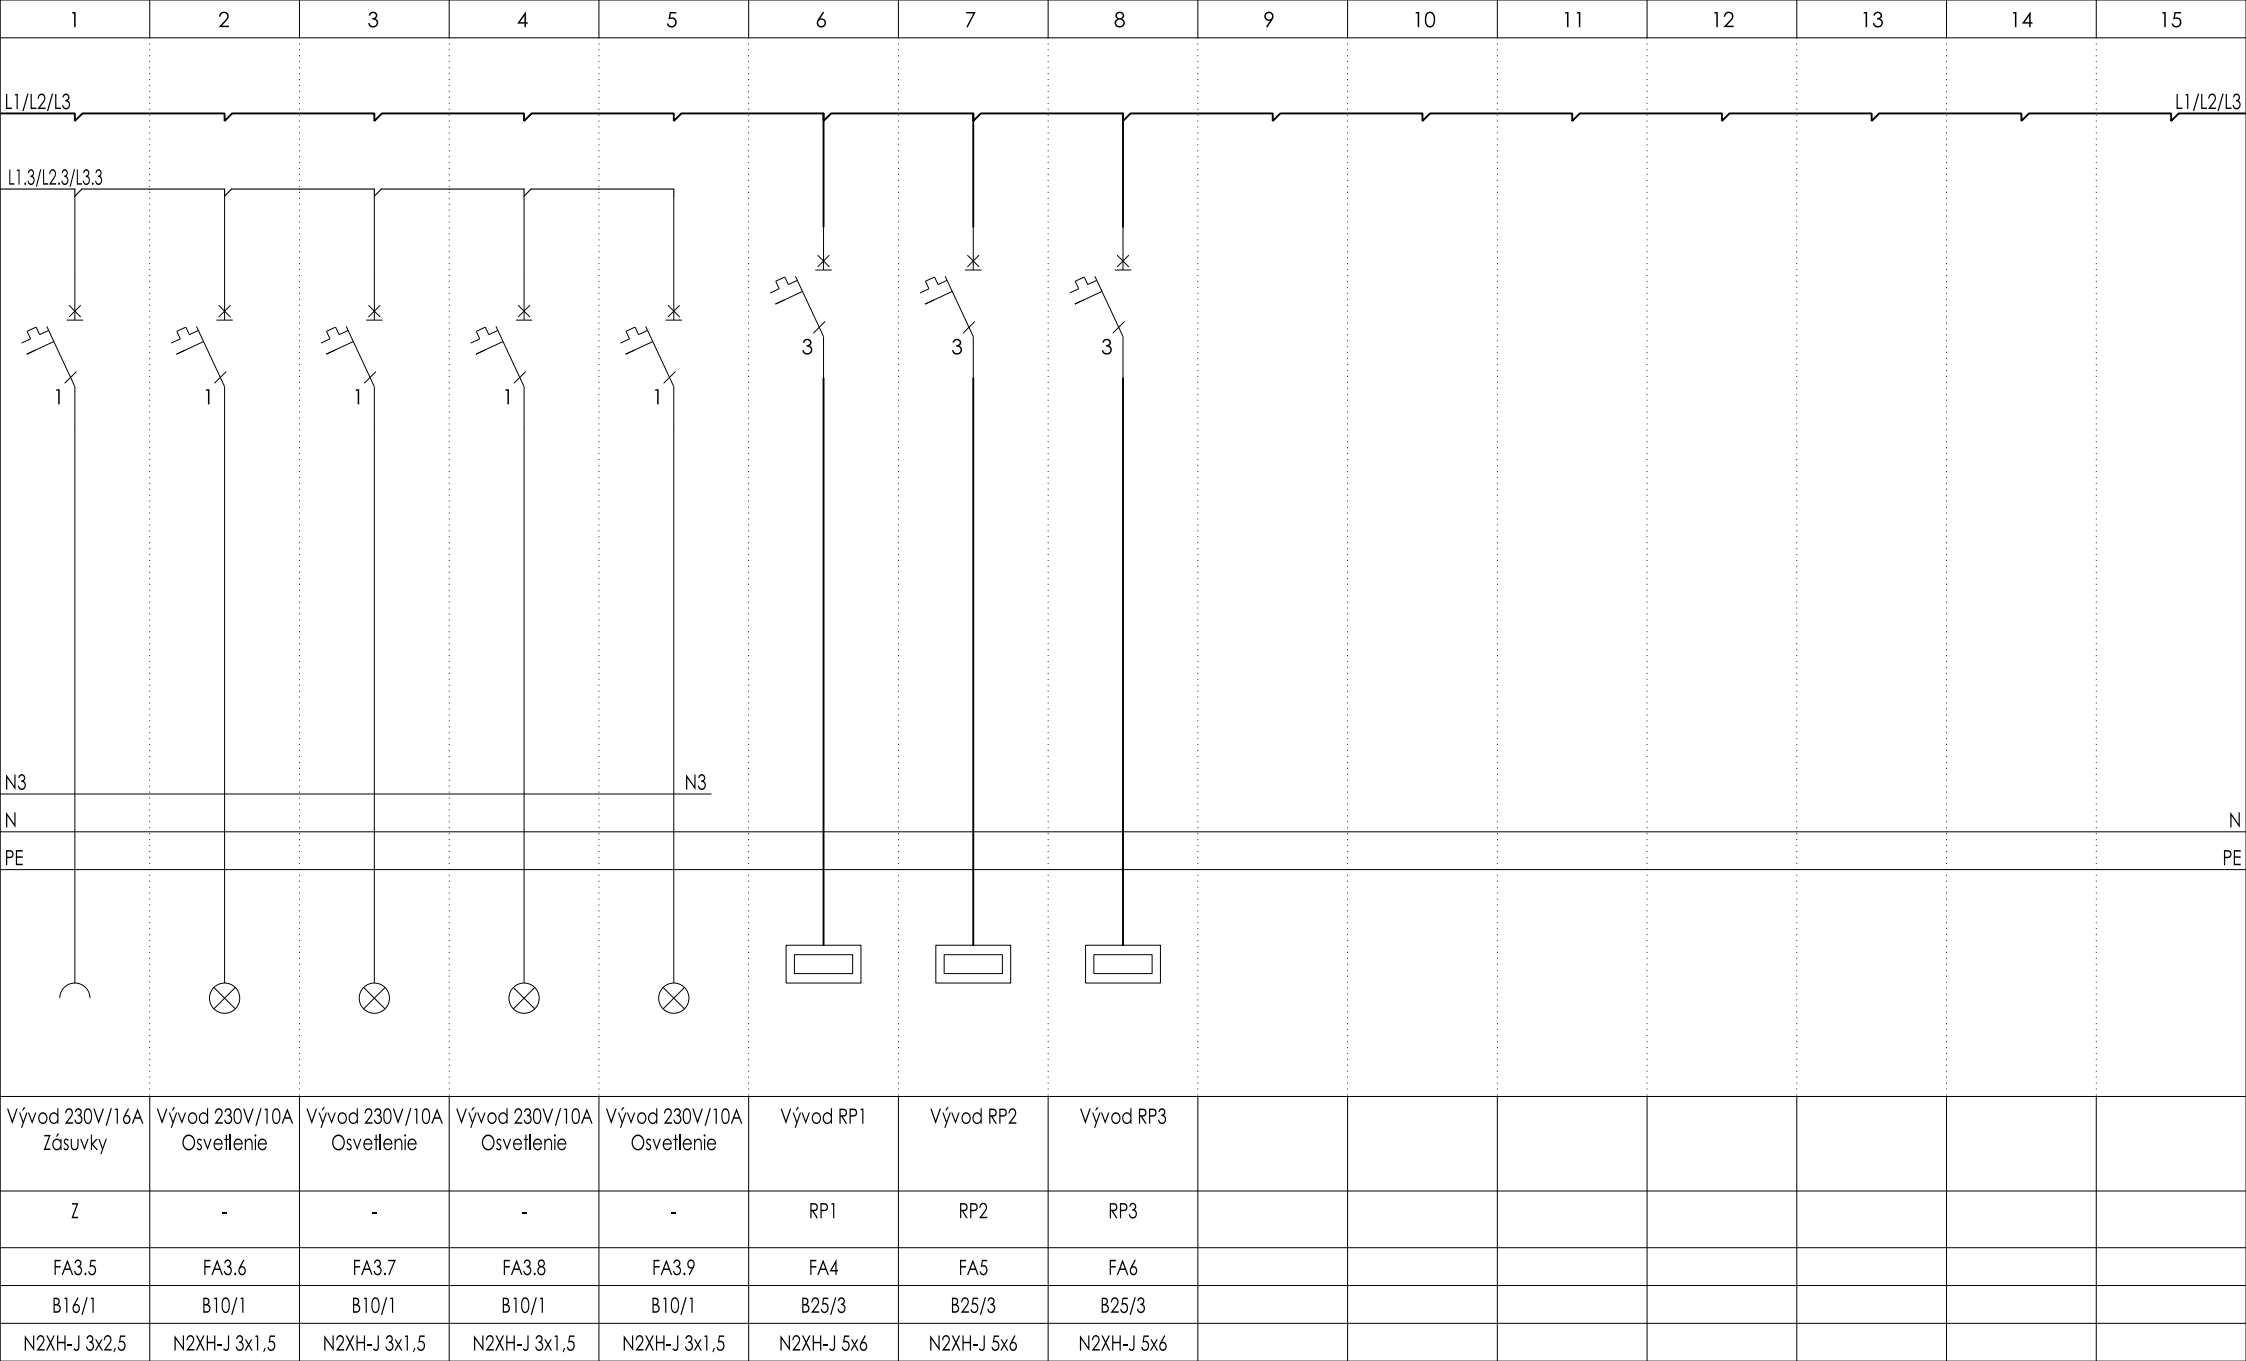 1 2 3 4 5 6 7 8 9 10 11 12 13 14 15
L1/L2/L3 L1/L2/L3
L1.3/L2.3/L3.3
3 3 3
1 1 1 1 1
N3 N3
N N
PE PE
Vývod 230V/16A Vývod 230V/10A Vývod 230V/10A Vývod 230V/10A Vývod 230V/10A Vývod RP1 Vývod RP2 Vývod RP3
Zásuvky Osvetlenie Osvetlenie Osvetlenie Osvetlenie
Z - - - - RP1 RP2 RP3
FA3.5 FA3.6 FA3.7 FA3.8 FA3.9 FA4 FA5 FA6
B16/1 B10/1 B10/1 B10/1 B10/1 B25/3 B25/3 B25/3
N2XH-J 3x2,5 N2XH-J 3x1,5 N2XH-J 3x1,5 N2XH-J 3x1,5 N2XH-J 3x1,5 N2XH-J 5x6 N2XH-J 5x6 N2XH-J 5x6